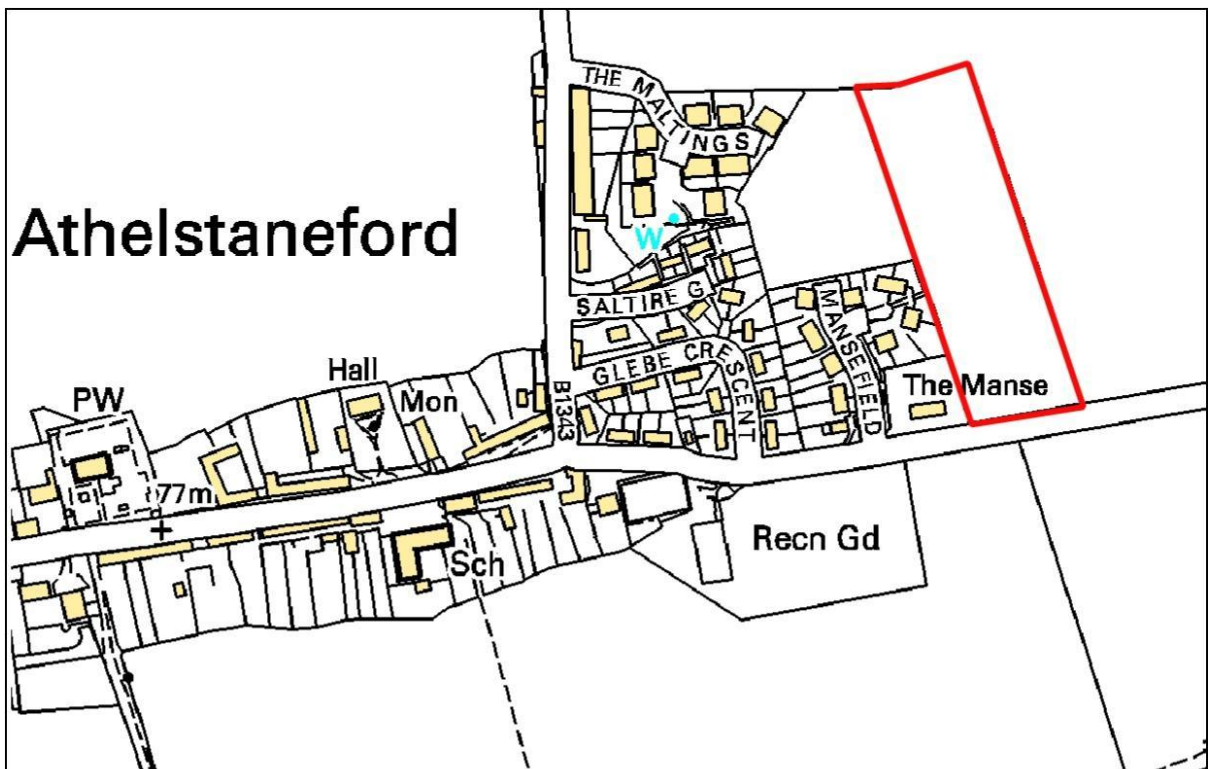 THE MALTINGS
Athelstaneford
W
SALTIRE G
MANSEFIELD
GLEBE CRESCENT
The Manse
Hall
PW
Mon
B1343
77m
Recn Gd
Sch